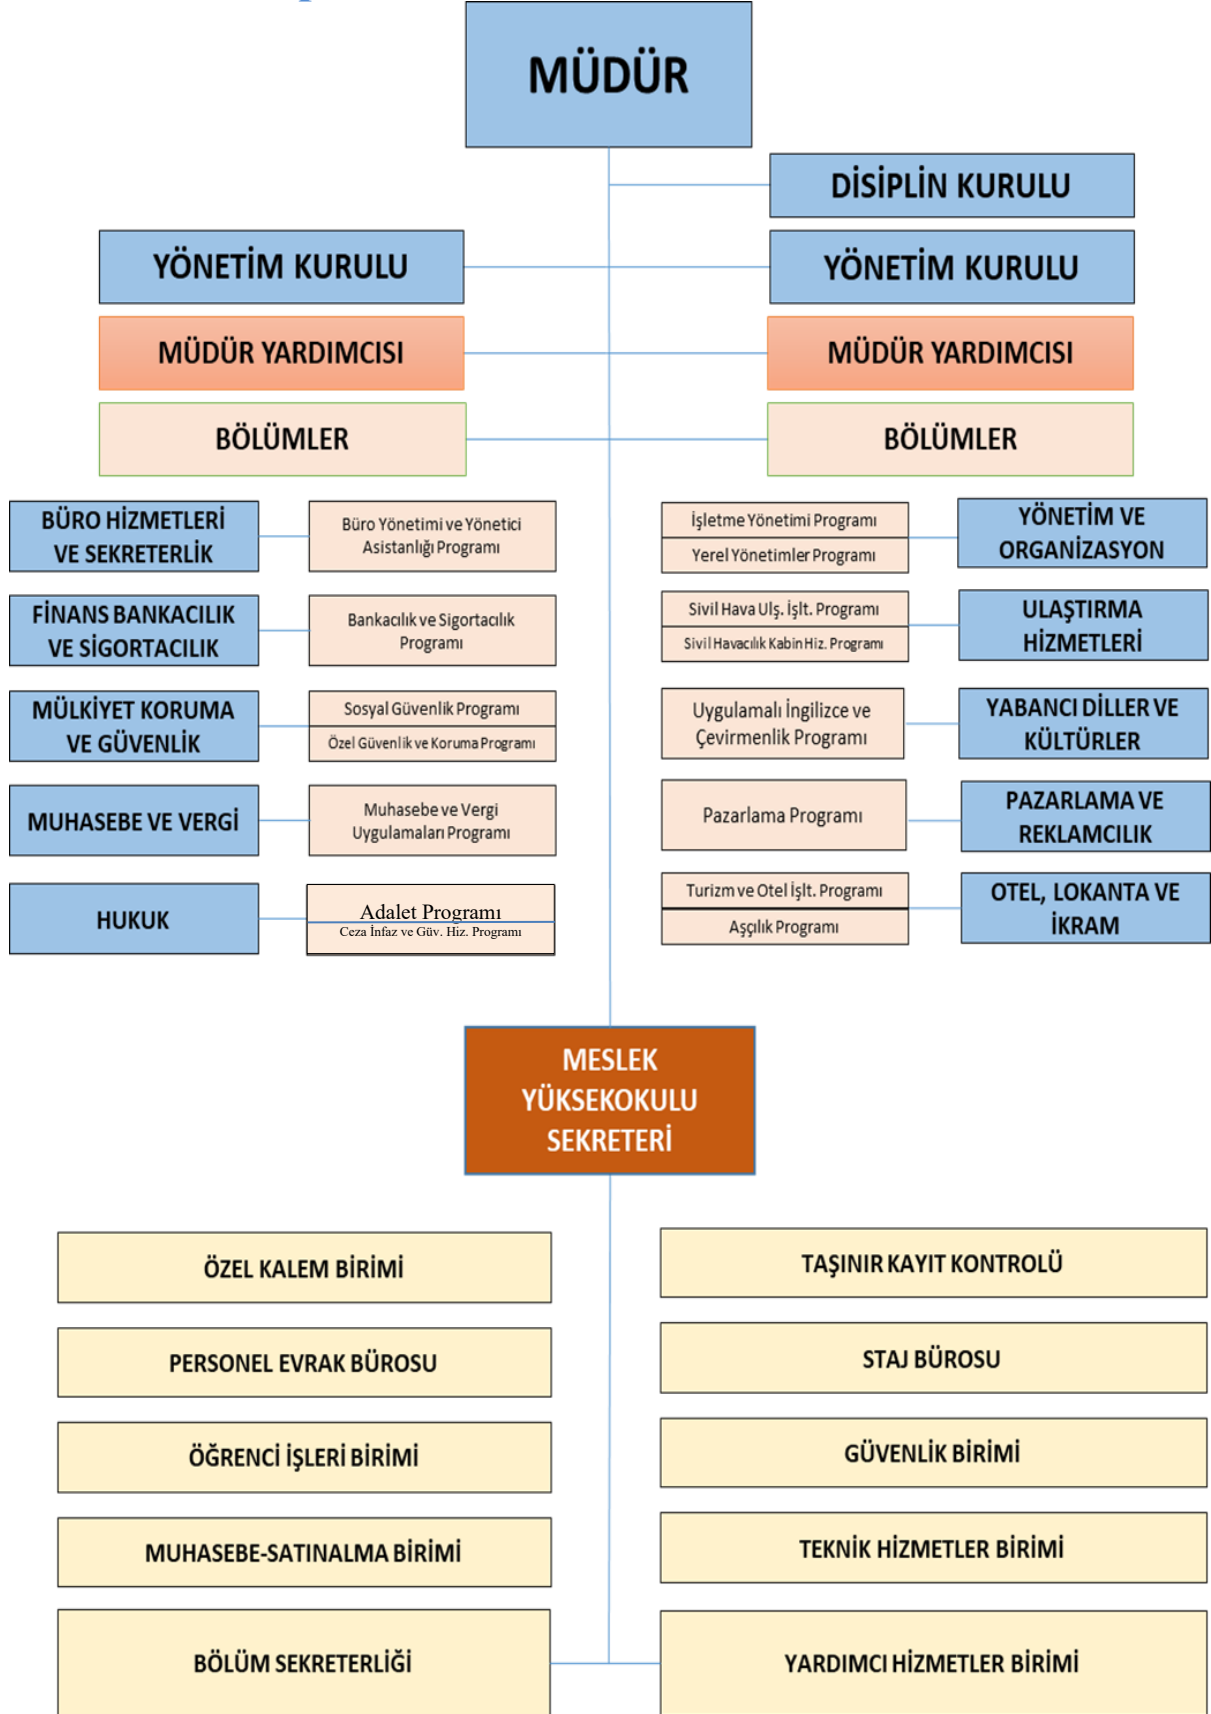 MÜDÜR
DİSİPLİN KURULU
YÖNETİM KURULU
YÖNETİM KURULU
MÜDÜR YARDIMCISI
MÜDÜR YARDIMCISI
BÖLÜMLER
BÖLÜMLER
BÜRO HİZMETLERİ
VE SEKRETERLİK
Büro Yönetimi ve Yönetici
Asistanlığı Programı
İşletme Yönetimi Programı
Yerel Yönetimler Programı
YÖNETİM VE
ORGANİZASYON
FİNANS BANKACILIK
VE SİGORTACILIK
Bankacılık ve Sigortacılık
Programı
Sivil Hava Ulş. İşlt. Programı
Sivil Havacılık Kabin Hiz. Programı
ULAŞTIRMA
HİZMETLERİ
MÜLKİYET KORUMA
VE GÜVENLİK
Sosyal Güvenlik Programı
Özel Güvenlik ve Koruma Programı
Uygulamalı İngilizce ve
Çevirmenlik Programı
YABANCI DİLLER VE
KÜLTÜRLER
MUHASEBE VE VERGİ
Muhasebe ve Vergi
Uygulamaları Programı
Pazarlama Programı
PAZARLAMA VE
REKLAMCILIK
HUKUK
Adalet Programı
Ceza İnfaz ve Güv. Hiz. Programı
Turizm ve Otel İşlt. Programı
Aşçılık Programı
OTEL, LOKANTA VE
İKRAM
MESLEK
YÜKSEKOKULU
SEKRETERİ
ÖZEL KALEM BİRİMİ
TAŞINIR KAYIT KONTROLÜ
PERSONEL EVRAK BÜROSU
STAJ BÜROSU
ÖĞRENCİ İŞLERİ BİRİMİ
GÜVENLİK BİRİMİ
MUHASEBE-SATINALMA BİRİMİ
TEKNİK HİZMETLER BİRİMİ
BÖLÜM SEKRETERLİĞİ
YARDIMCI HİZMETLER BİRİMİ